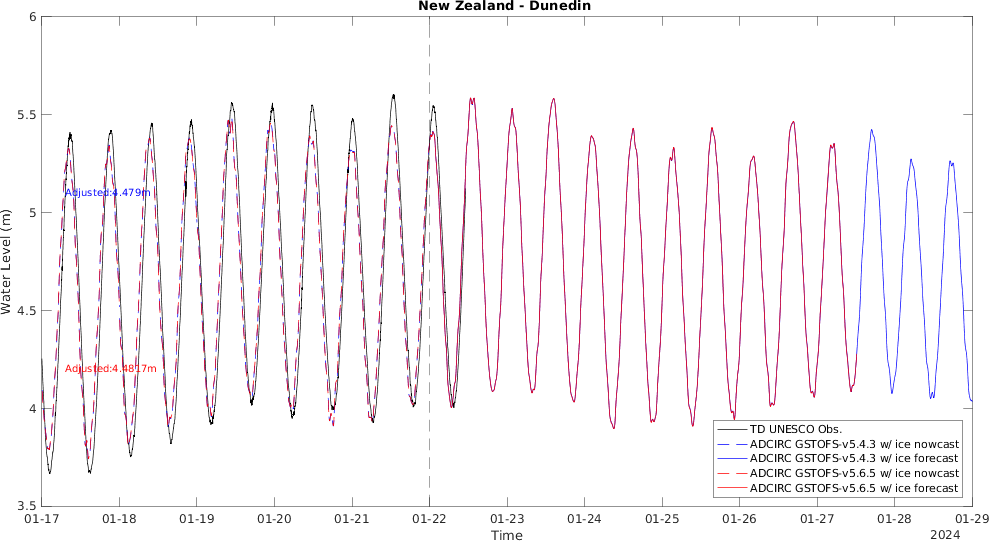 New Zealand - Dunedin
6
5.5
5
4.5
4
3.5
Water Level (m)
Adjusted:4.479m
Adjusted:4.4817m
TD UNESCO Obs.
ADCIRC GSTOFS-v5.4.3 w/ ice nowcast
ADCIRC GSTOFS-v5.4.3 w/ ice forecast
ADCIRC GSTOFS-v5.6.5 w/ ice nowcast
ADCIRC GSTOFS-v5.6.5 w/ ice forecast
01-17 01-18 01-19 01-20 01-21 01-22 01-23 01-24 01-25 01-26 01-27 01-28 01-29
Time
2024